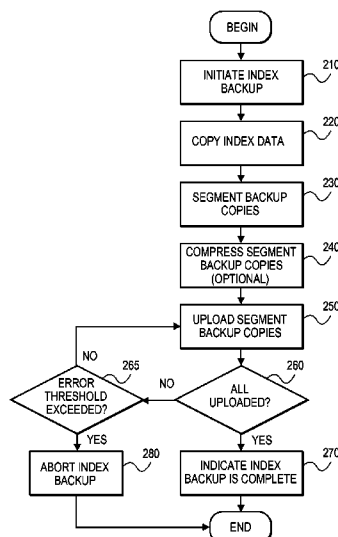 BEGIN
210
INITIATE INDEX
BACKUP
220
COPY INDEX DATA
230
SEGMENT BACKUP
COPIES
240
COMPRESS SEGMENT
BACKUP COPIES
(OPTIONAL)
250
UPLOAD SEGMENT
BACKUP COPIES
NO
265
ERROR
THRESHOLD
EXCEEDED?
NO
260
ALL
UPLOADED?
YES
280
ABORT INDEX
BACKUP
YES
270
INDICATE INDEX
BACKUP IS COMPLETE
END